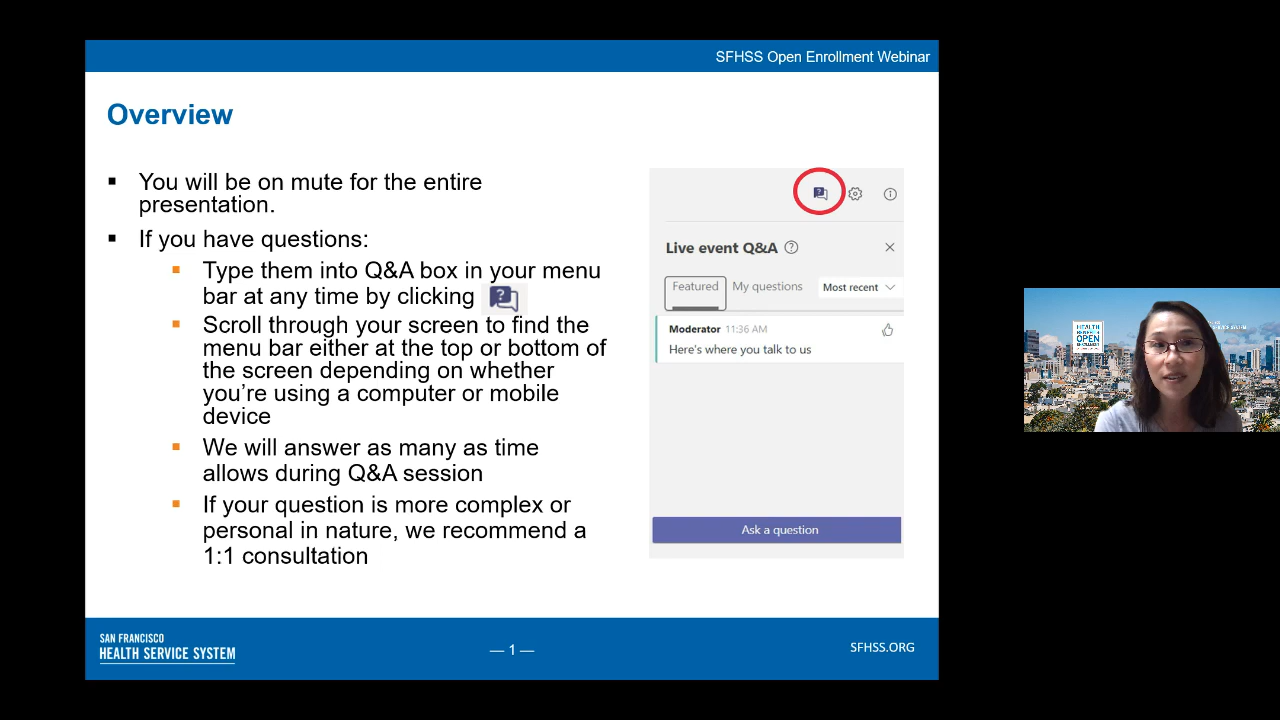 SFHSS Open Enrollment Webinar
Overview
You will be on mute for the entire
presentation.
If you have questions:
Type them into Q&A box in your menu
bar at any time by clicking
Scroll through your screen to find the
menu bar either at the top or bottom of
the screen depending on whether
you’re using a computer or mobile
device
We will answer as many as time
allows during Q&A session
If your question is more complex or
personal in nature, we recommend a
1:1 consultation
Live event Q&A
Featured
My questions
Most recent
Moderator 11:36 AM
Here's where you talk to us
Ask a question
HEALTH
BENEFITS
OPEN
ENROLLMENT
SAN FRANCISCO
HEALTH SERVICE SYSTEM
— 1 —
SFHSS.ORG